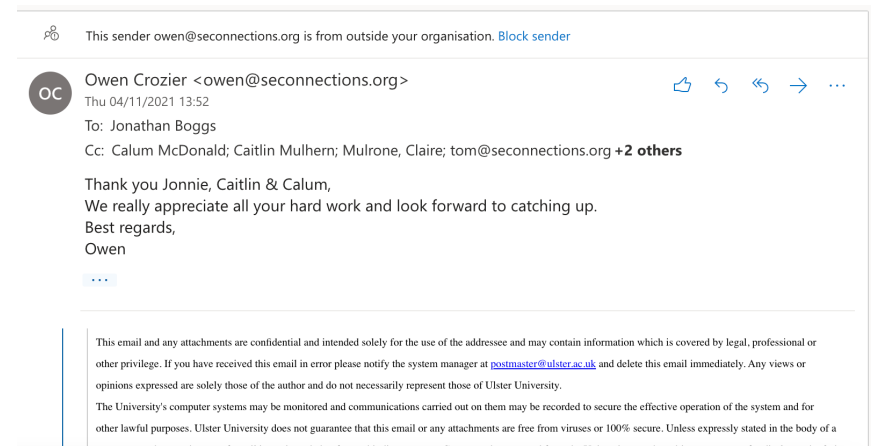 This sender owen@seconnections.org is from outside your organisation. Block sender
OC
Owen Crozier <owen@seconnections.org>
Thu 04/11/2021 13:52
To: Jonathan Boggs
Cc: Calum McDonald; Caitlin Mulhern; Mulrone, Claire; tom@seconnections.org +2 others
Thank you Jonnie, Caitlin & Calum,
We really appreciate all your hard work and look forward to catching up.
Best regards,
Owen
...
This email and any attachments are confidential and intended solely for the use of the addressee and may contain information which is covered by legal, professional or
other privilege. If you have received this email in error please notify the system manager at postmaster@ulster.ac.uk and delete this email immediately. Any views or
opinions expressed are solely those of the author and do not necessarily represent those of Ulster University.
The University's computer systems may be monitored and communications carried out on them may be recorded to secure the effective operation of the system and for
other lawful purposes. Ulster University does not guarantee that this email or any attachments are free from viruses or 100% secure. Unless expressly stated in the body of a